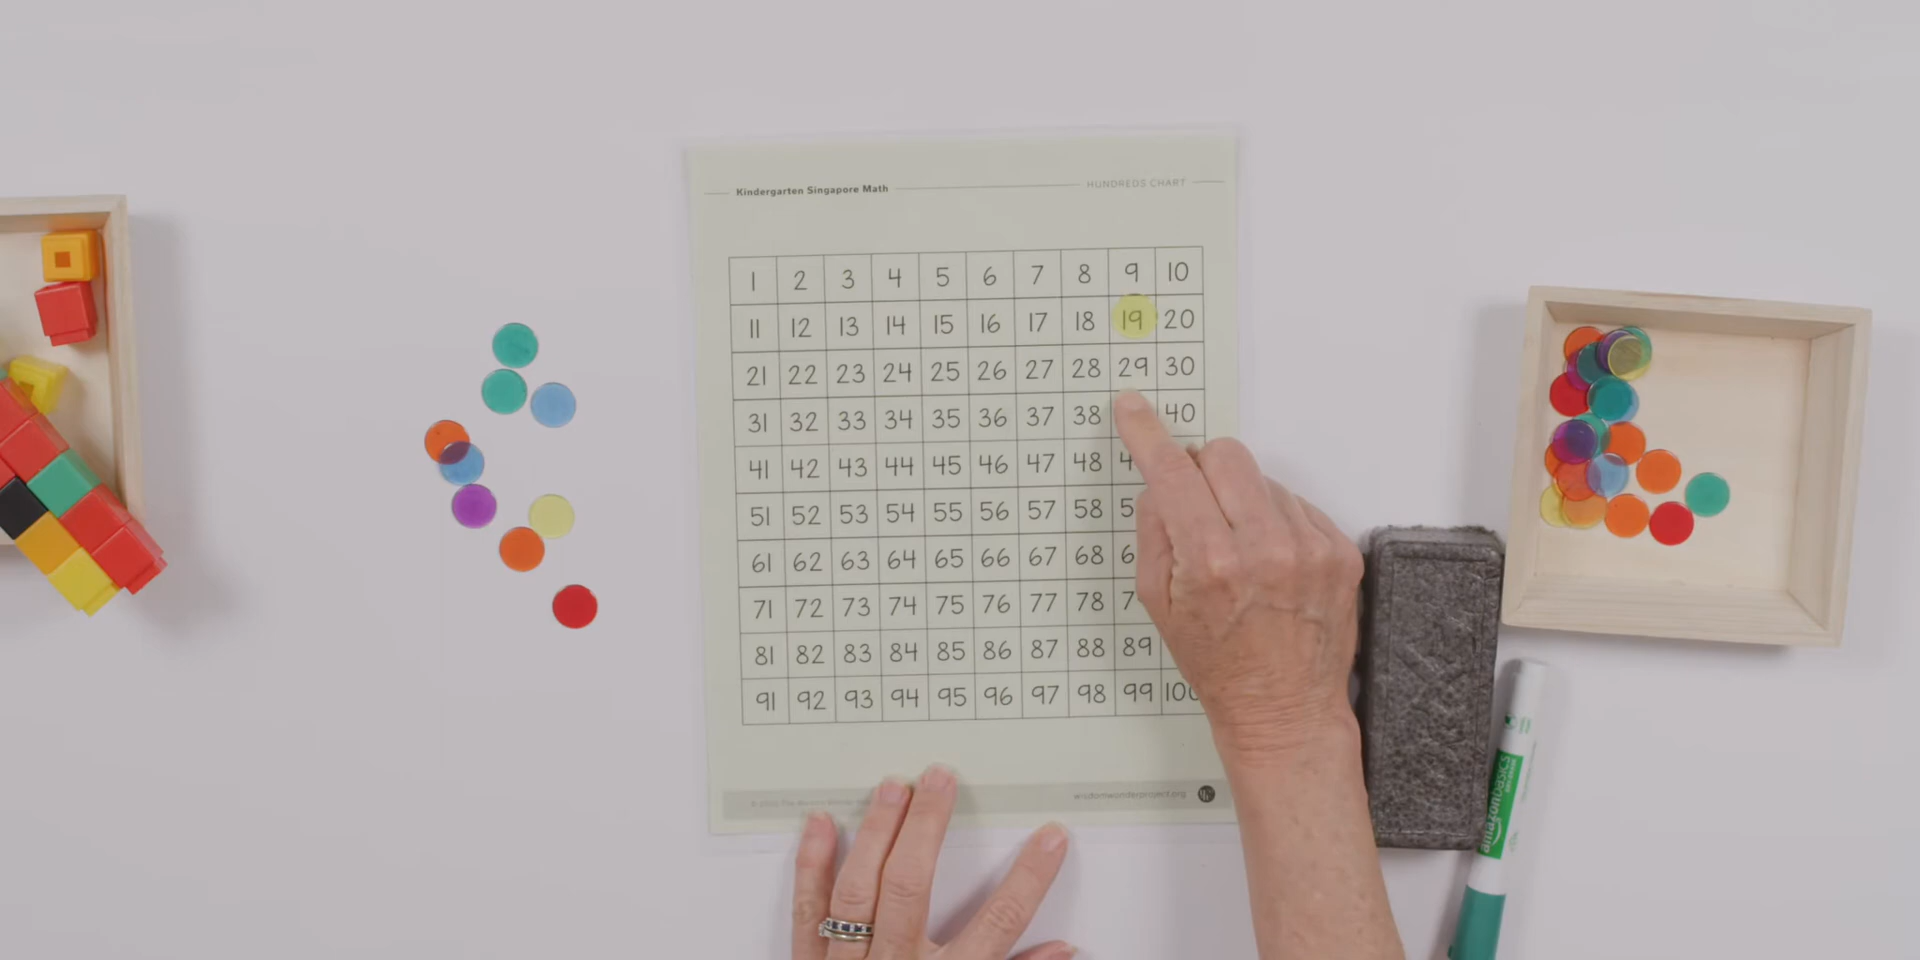 Kindergarten Singapore Math
HUNDREDS CHART
1 2 3 4 5 6 7 8 9 10
11 12 13 14 15 16 17 18 19 20
21 22 23 24 25 26 27 28 29 30
31 32 33 34 35 36 37 38 40
41 42 43 44 45 46 47 48 4
51 52 53 54 55 56 57 58 5
61 62 63 64 65 66 67 68 6
71 72 73 74 75 76 77 78 7
81 82 83 84 85 86 87 88 89
91 92 93 94 95 96 97 98 99 100
wisdomwonderproject.org
amazonbasics